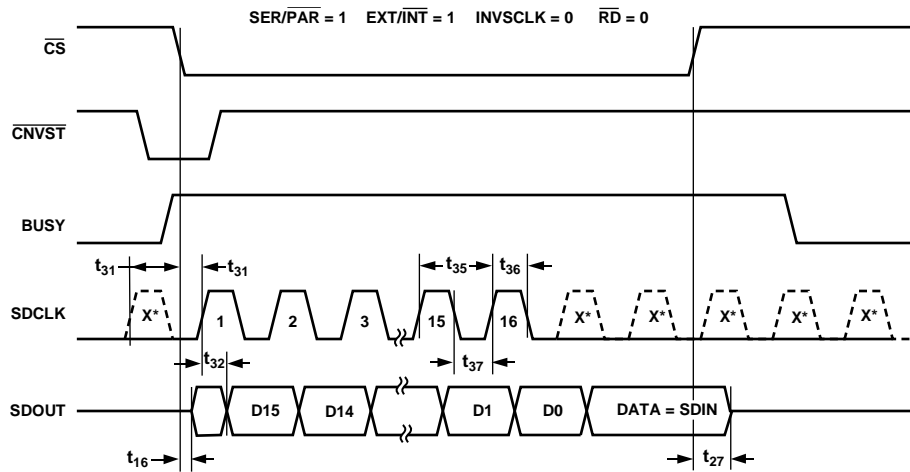 SER/PAR = 1 EXT/INT = 1 INVSCLK = 0 RD = 0
CS
CNVST
BUSY
t31 t31 t35 t36
SDCLK X* 1 2 3 15 16 X* X* X* X* X*
t32 t37
SDOUT D15 D14 D1 D0 DATA = SDIN
t16 t27